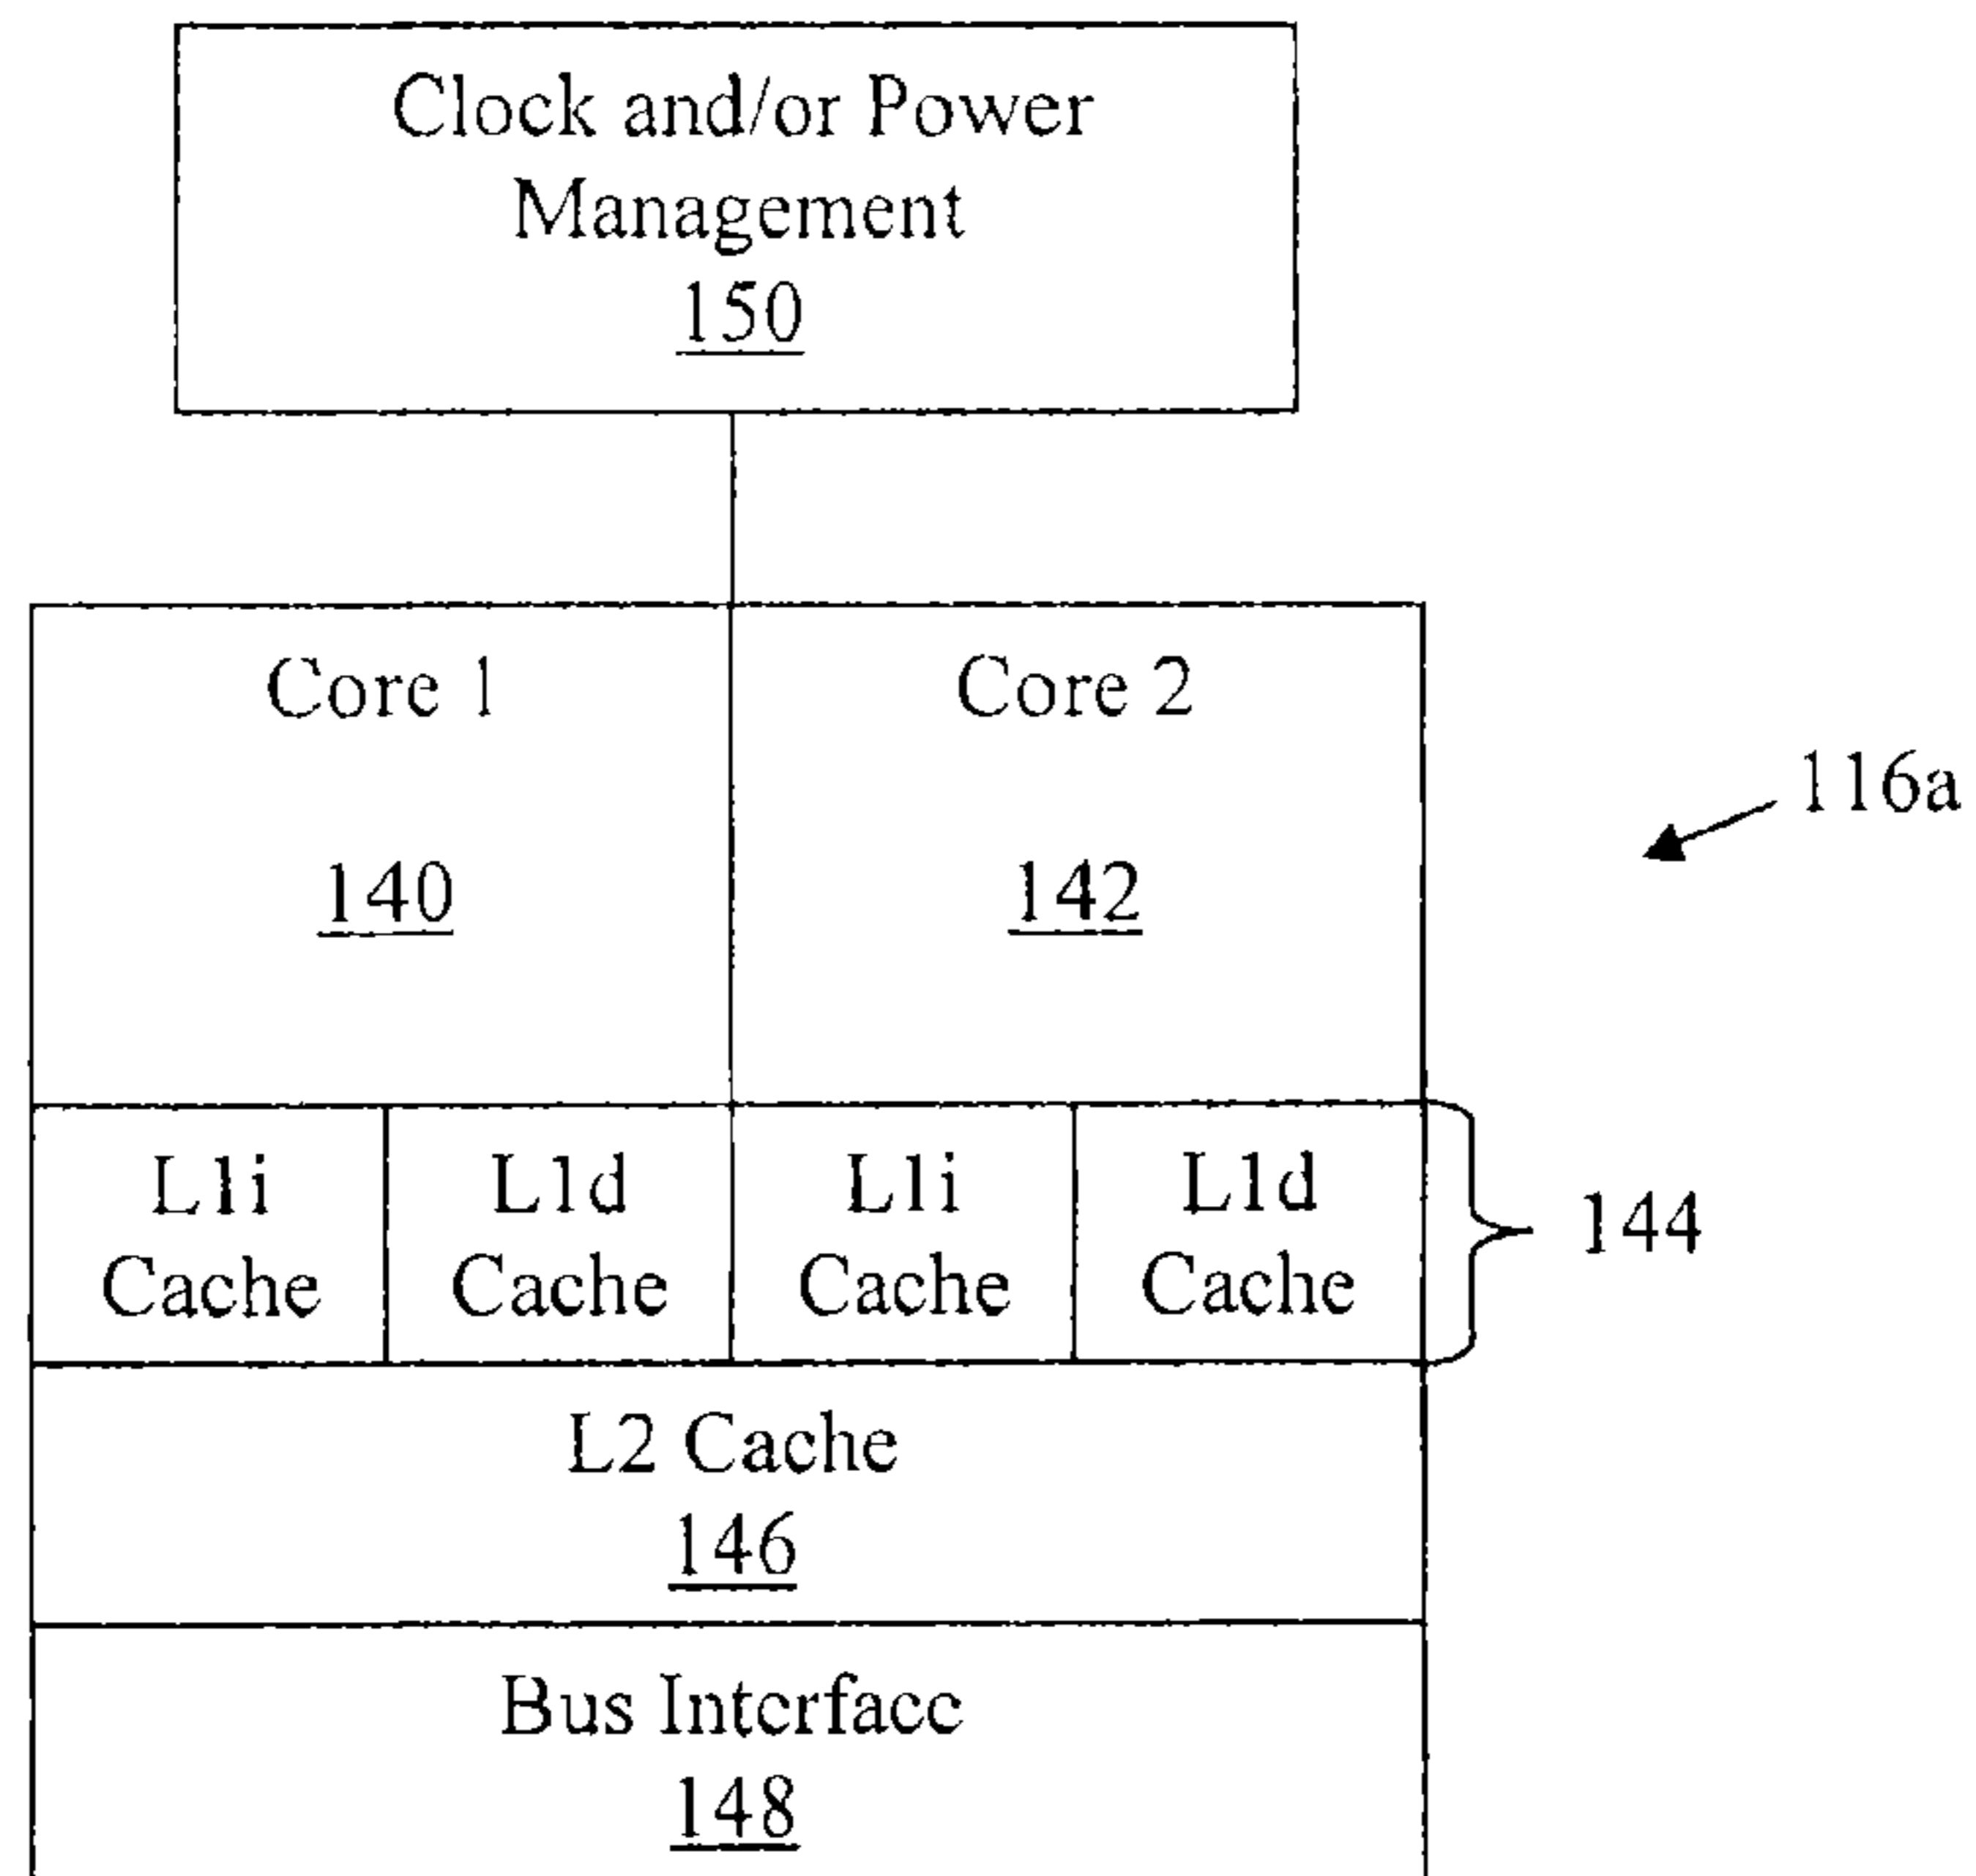 Clock and/or Power
Management
150
Core 1
Core 2
116a
140
142
L1i
Cache
L1d
Cache
L1i
Cache
L1d
Cache
144
L2 Cache
146
Bus Interface
148